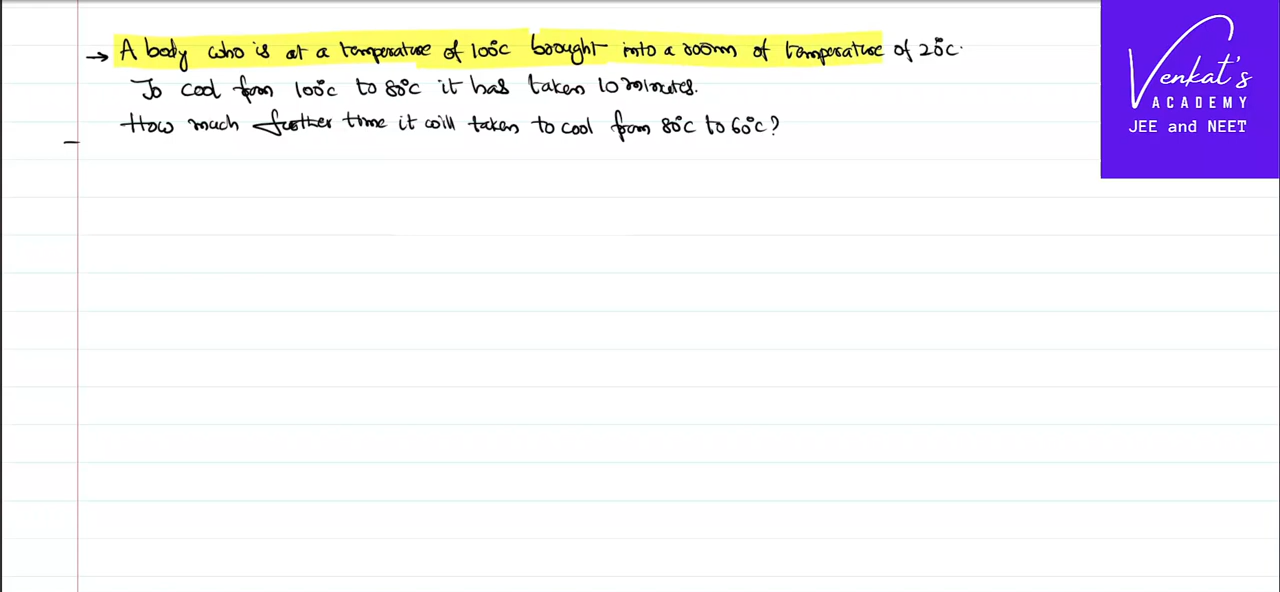 → A body who is at a temperature of 100°C brought into a room of temperature of 20°C.
To cool from 100°C to 80°C it has taken 10 minutes.
How much further time it will taken to cool from 80°C to 60°C?
Venkat's
ACADEMY
JEE and NEET